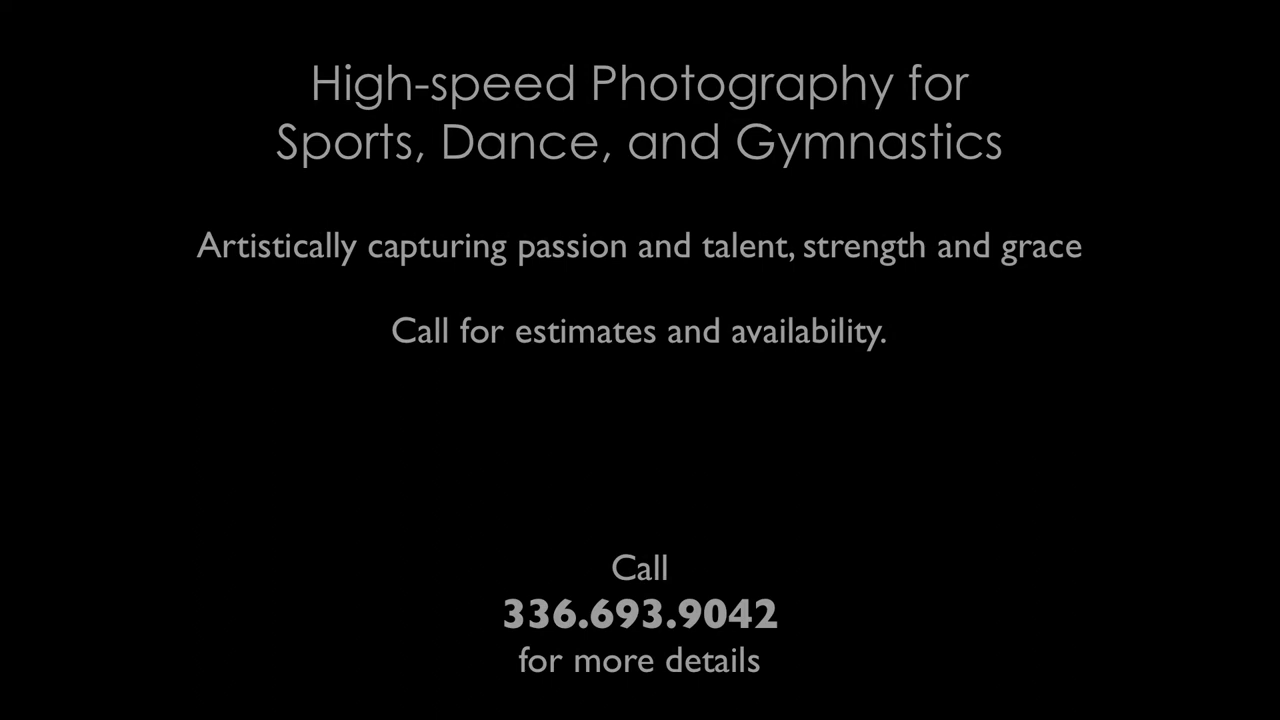 High-speed Photography for
Sports, Dance, and Gymnastics
Artistically capturing passion and talent, strength and grace
Call for estimates and availability.
Call
336.693.9042
for more details